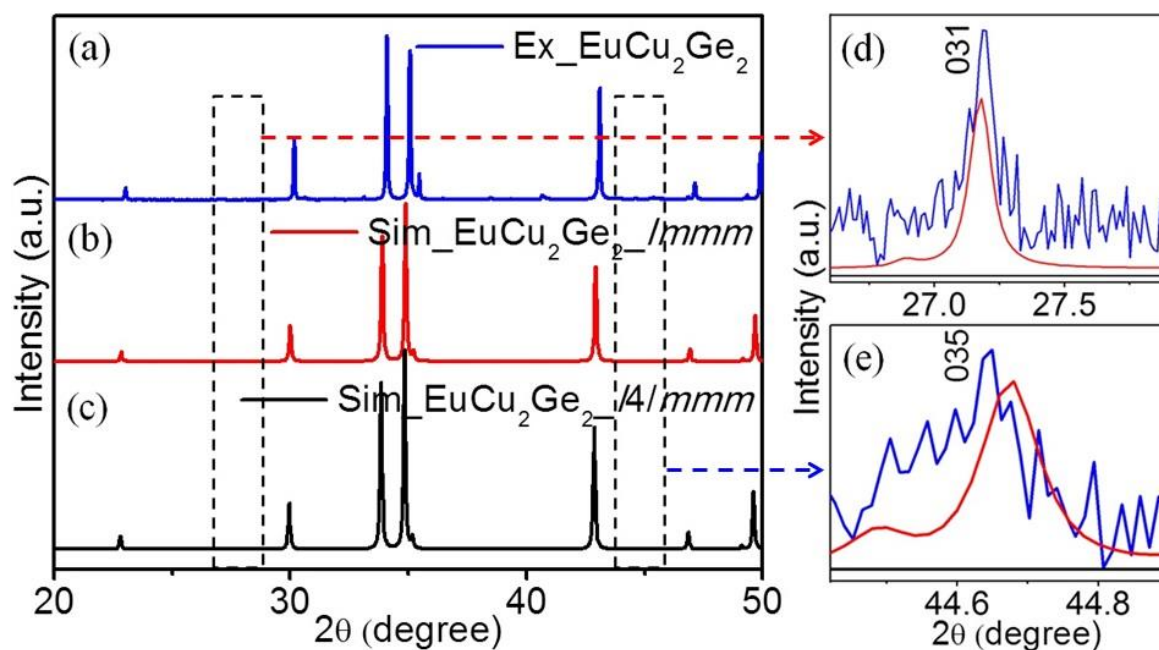 (a)
Ex_EuCu₂Ge₂
(b)
Sim_EuCu₂Ge₂_Immm
(c)
Sim_EuCu₂Ge₂_I4/mmm
Intensity (a.u.)
20 30 40 50
2θ (degree)
(d)
031
27.0 27.5
Intensity (a.u.)
(e)
035
44.6 44.8
2θ (degree)